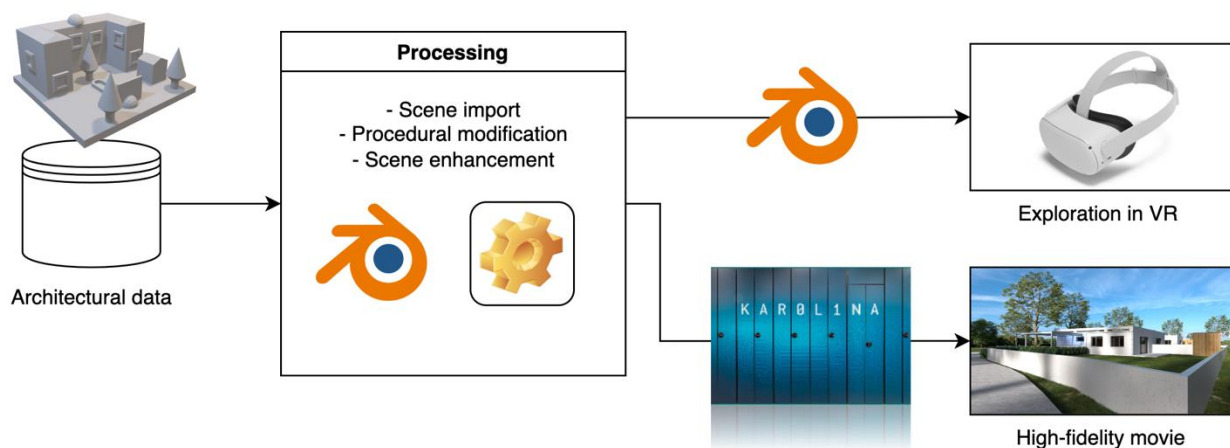 Processing
- Scene import
- Procedural modification
- Scene enhancement
Architectural data
Exploration in VR
KAR0L1NA
High-fidelity movie